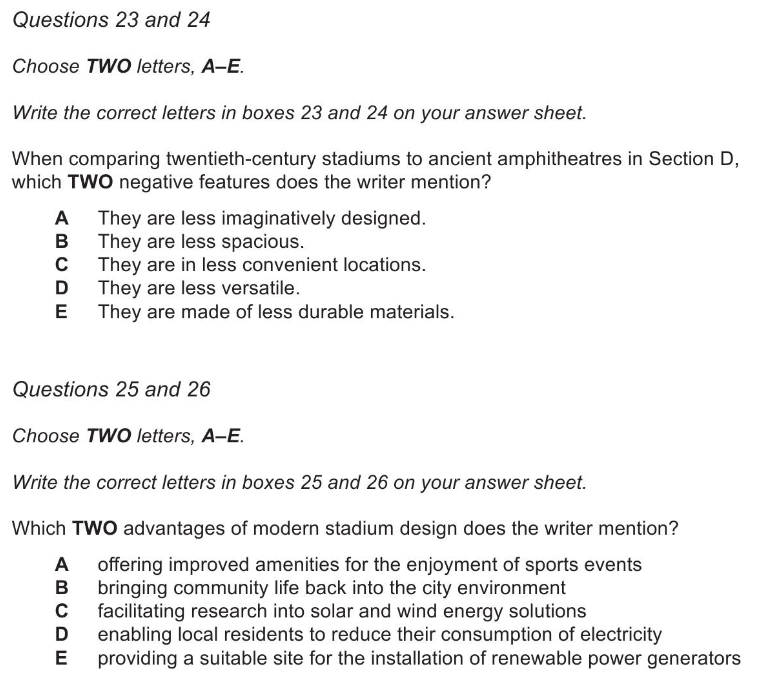 Questions 23 and 24
Choose TWO letters, A–E.
Write the correct letters in boxes 23 and 24 on your answer sheet.
When comparing twentieth-century stadiums to ancient amphitheatres in Section D,
which TWO negative features does the writer mention?
A They are less imaginatively designed.
B They are less spacious.
C They are in less convenient locations.
D They are less versatile.
E They are made of less durable materials.
Questions 25 and 26
Choose TWO letters, A–E.
Write the correct letters in boxes 25 and 26 on your answer sheet.
Which TWO advantages of modern stadium design does the writer mention?
A offering improved amenities for the enjoyment of sports events
B bringing community life back into the city environment
C facilitating research into solar and wind energy solutions
D enabling local residents to reduce their consumption of electricity
E providing a suitable site for the installation of renewable power generators